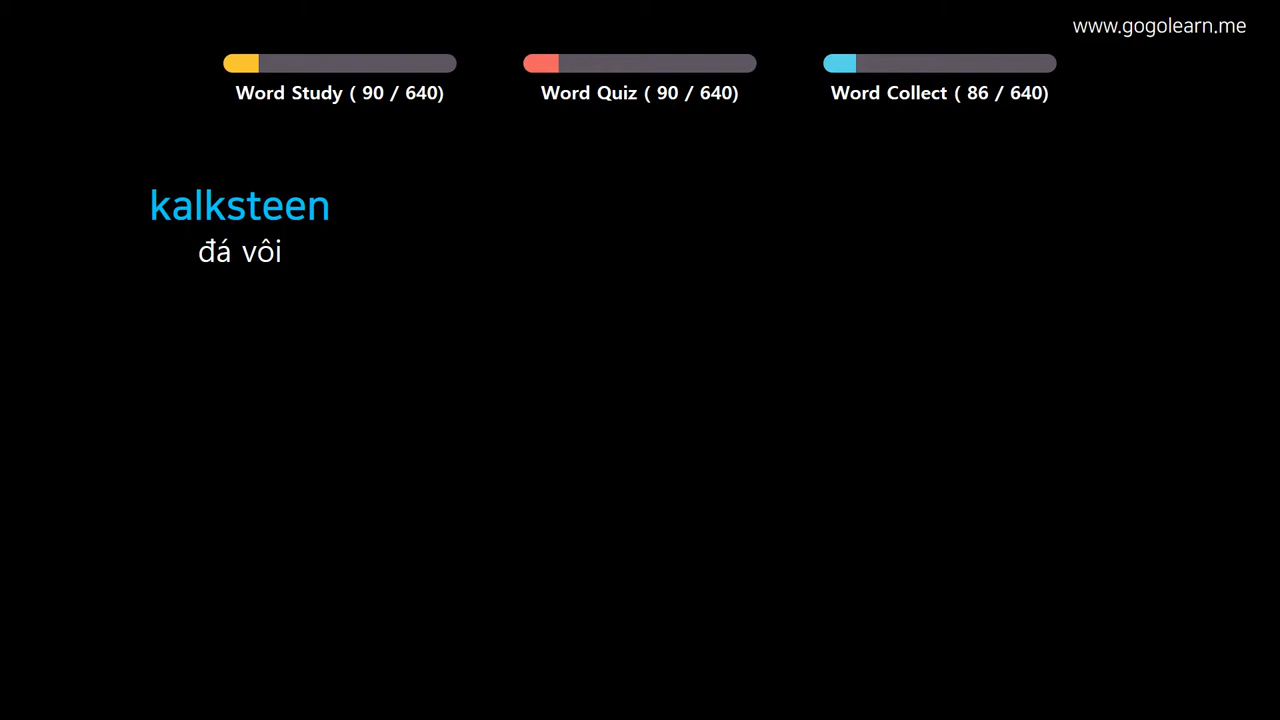 www.gogolearn.me
Word Study ( 90 / 640)
Word Quiz ( 90 / 640)
Word Collect ( 86 / 640)
kalksteen
đá vôi